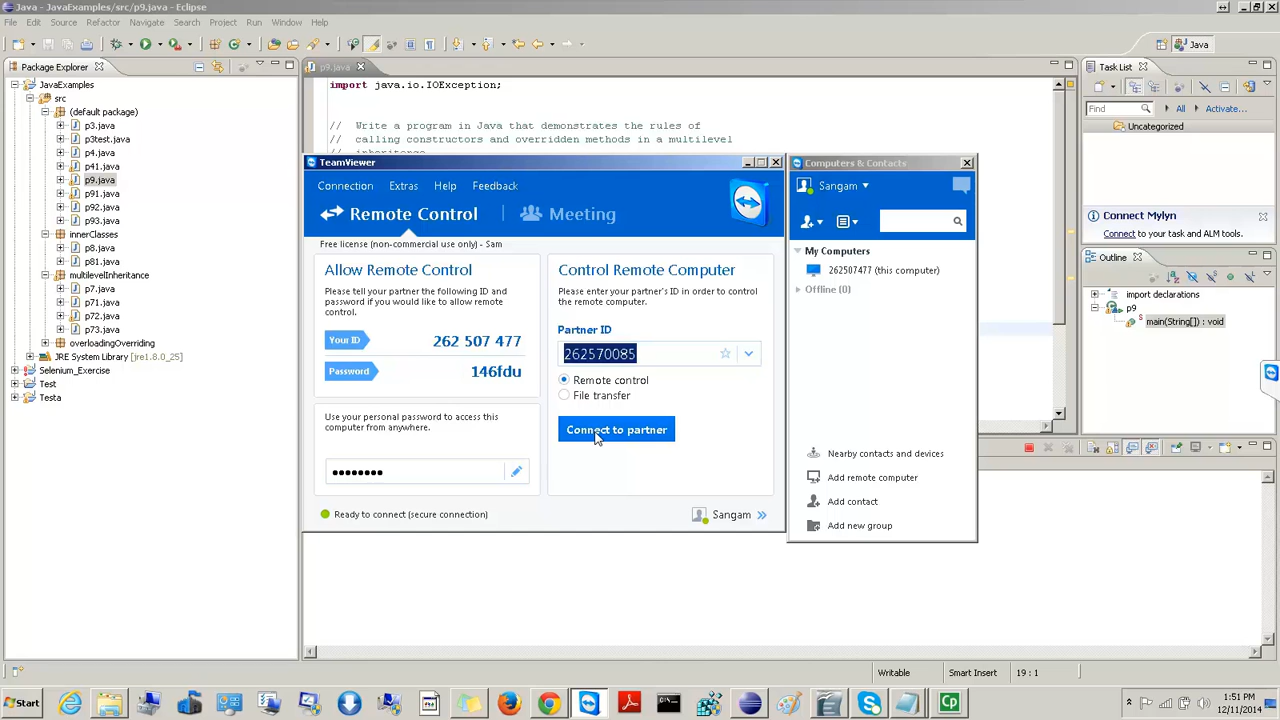 Java - JavaExamples/src/p9.java - Eclipse
File Edit Source Refactor Navigate Search Project Run Window Help
Java
Package Explorer
JavaExamples
src
(default package)
p3.java
p3test.java
p4.java
p41.java
p9.java
p91.java
p92.java
p93.java
innerClasses
p8.java
p81.java
multilevelInheritance
p7.java
p71.java
p72.java
p73.java
overloadingOverriding
JRE System Library [jre1.8.0_25]
Selenium_Exercise
Test
Testa
p9.java
import java.io.IOException;
// Write a program in Java that demonstrates the rules of
// calling constructors and overridden methods in a multilevel
TeamViewer
Connection Extras Help Feedback
Remote Control Meeting
Free license (non-commercial use only) - Sam
Allow Remote Control
Please tell your partner the following ID and
password if you would like to allow remote
control.
Your ID 262 507 477
Password 146fdu
Use your personal password to access this
computer from anywhere.
••••••••
Ready to connect (secure connection)
Control Remote Computer
Please enter your partner's ID in order to control
the remote computer.
Partner ID
262570085
Remote control
File transfer
Connect to partner
Sangam
Computers & Contacts
Sangam
My Computers
262507477 (this computer)
Offline (0)
Nearby contacts and devices
Add remote computer
Add contact
Add new group
Task List
Find All Activate...
Uncategorized
Connect Mylyn
Connect to your task and ALM tools.
Outline
import declarations
p9
S main(String[]) : void
Writable Smart Insert 19 : 1
Start
Cp
1:51 PM
12/11/2014